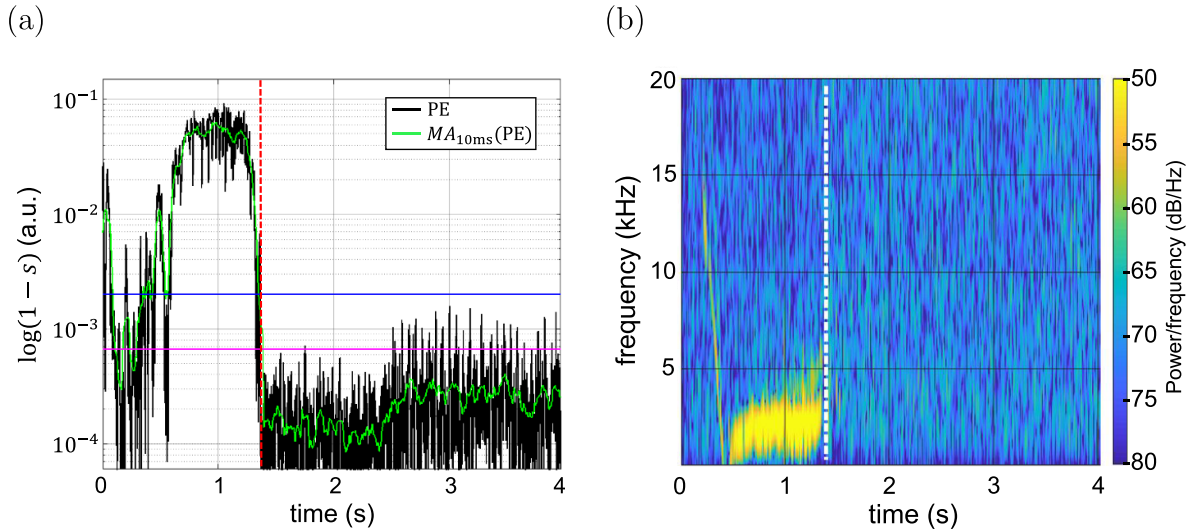 (a)
10⁻¹
10⁻²
10⁻³
10⁻⁴
log(1 − s) (a.u.)
PE
MA₁₀ₘₛ(PE)
0 1 2 3 4
time (s)
(b)
20
15
10
5
frequency (kHz)
0 1 2 3 4
time (s)
-50
-55
-60
-65
-70
-75
-80
Power/frequency (dB/Hz)